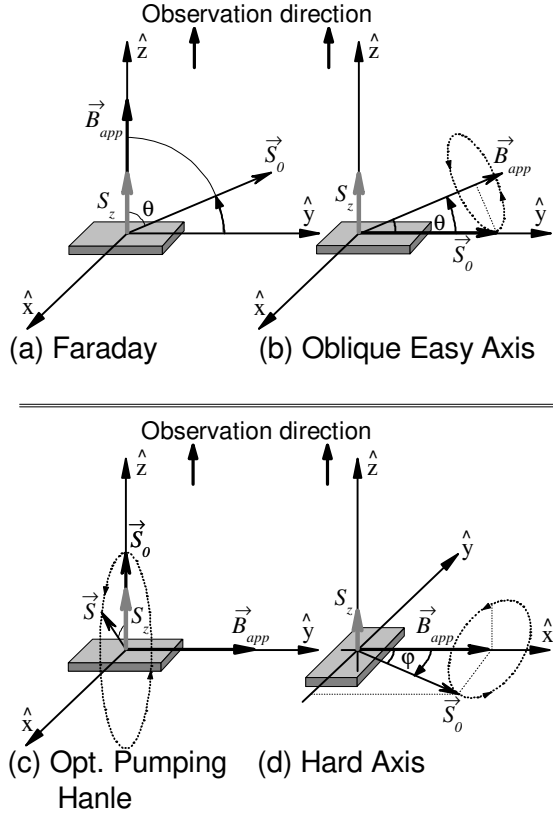 Observation direction
ẑ ẑ
B⃗app S⃗0 B⃗app
Sz θ ŷ Sz θ ŷ
S⃗0
x̂ x̂
(a) Faraday (b) Oblique Easy Axis
Observation direction
ẑ ẑ
S⃗0 ŷ
S⃗ Sz B⃗app ŷ Sz B⃗app x̂
φ
x̂ S⃗0
(c) Opt. Pumping (d) Hard Axis
Hanle